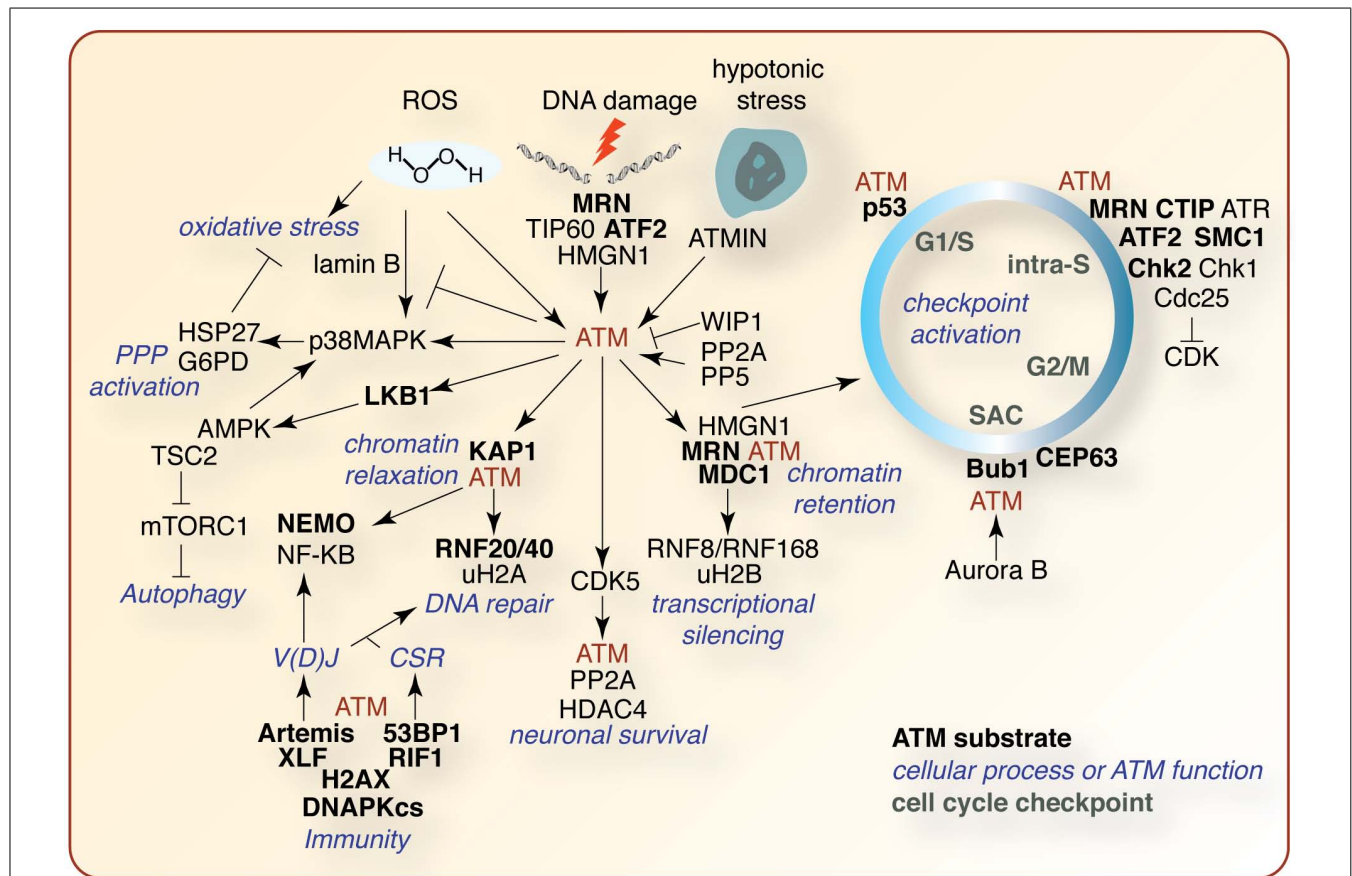 ROS
DNA damage
hypotonic
stress
H
O
O
H
oxidative stress
lamin B
MRN
TIP60 ATF2
HMGN1
ATMIN
HSP27
G6PD
PPP
activation
p38MAPK
ATM
WIP1
PP2A
PP5
LKB1
AMPK
TSC2
mTORC1
Autophagy
chromatin
relaxation
KAP1
ATM
NEMO
NF-KB
RNF20/40
uH2A
DNA repair
V(D)J
CSR
ATM
Artemis
XLF
53BP1
RIF1
H2AX
DNAPKcs
Immunity
CDK5
ATM
PP2A
HDAC4
neuronal survival
HMGN1
MRN ATM
MDC1
chromatin
retention
RNF8/RNF168
uH2B
transcriptional
silencing
ATM
p53
G1/S
intra-S
checkpoint
activation
G2/M
SAC
ATM
MRN CTIP ATR
ATF2 SMC1
Chk2 Chk1
Cdc25
CDK
Bub1
CEP63
ATM
Aurora B
ATM substrate
cellular process or ATM function
cell cycle checkpoint